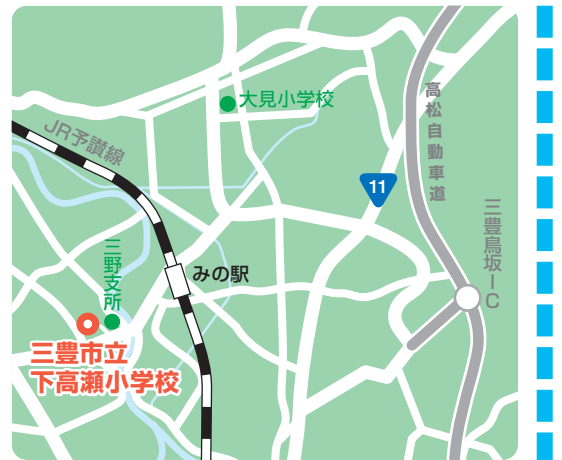 大見小学校
高松自動車道
JR予讃線
11
三豊鳥坂IC
三野支所
みの駅
三豊市立
下高瀬小学校